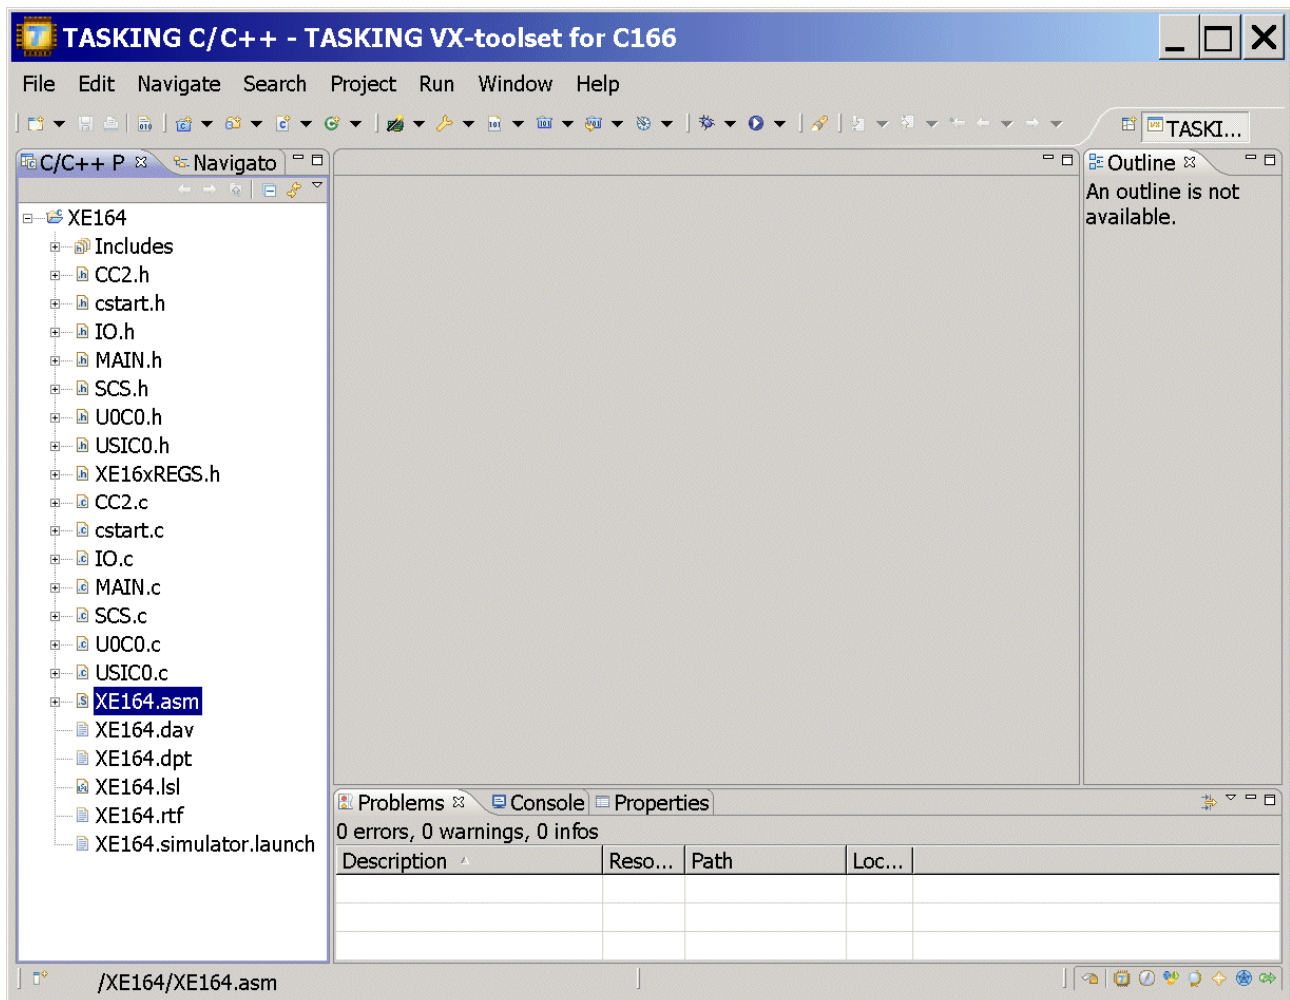 TASKING C/C++ - TASKING VX-toolset for C166
File Edit Navigate Search Project Run Window Help
TASKI...
C/C++ P
Navigato
XE164
Includes
CC2.h
cstart.h
IO.h
MAIN.h
SCS.h
U0C0.h
USIC0.h
XE16xREGS.h
CC2.c
cstart.c
IO.c
MAIN.c
SCS.c
U0C0.c
USIC0.c
XE164.asm
XE164.dav
XE164.dpt
XE164.lsl
XE164.rtf
XE164.simulator.launch
Outline
An outline is not
available.
Problems Console Properties
0 errors, 0 warnings, 0 infos
Description Reso... Path Loc...
/XE164/XE164.asm